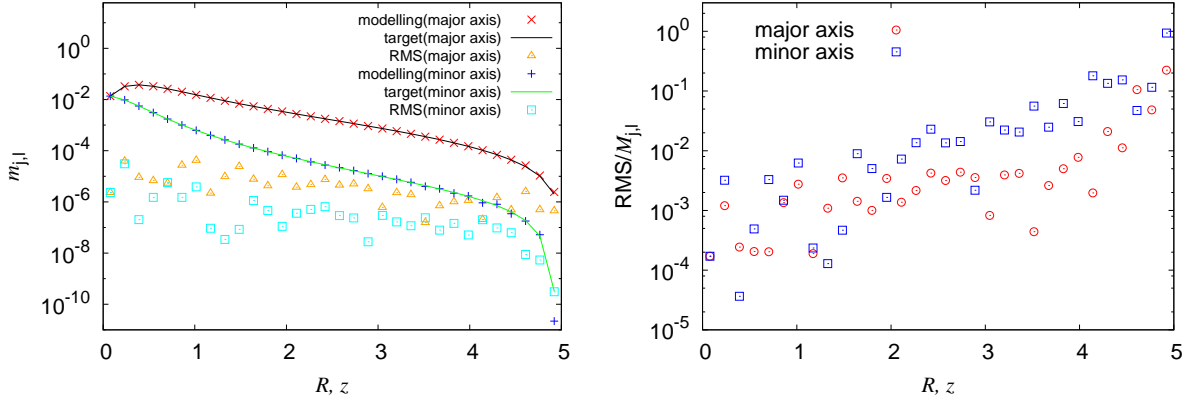 modelling(major axis)
target(major axis)
RMS(major axis)
modelling(minor axis)
target(minor axis)
RMS(minor axis)
10^0
10^-2
10^-4
10^-6
10^-8
10^-10
m_j,l
0 1 2 3 4 5
R, z
major axis
minor axis
10^0
10^-1
10^-2
10^-3
10^-4
10^-5
RMS/M_j,l
0 1 2 3 4 5
R, z